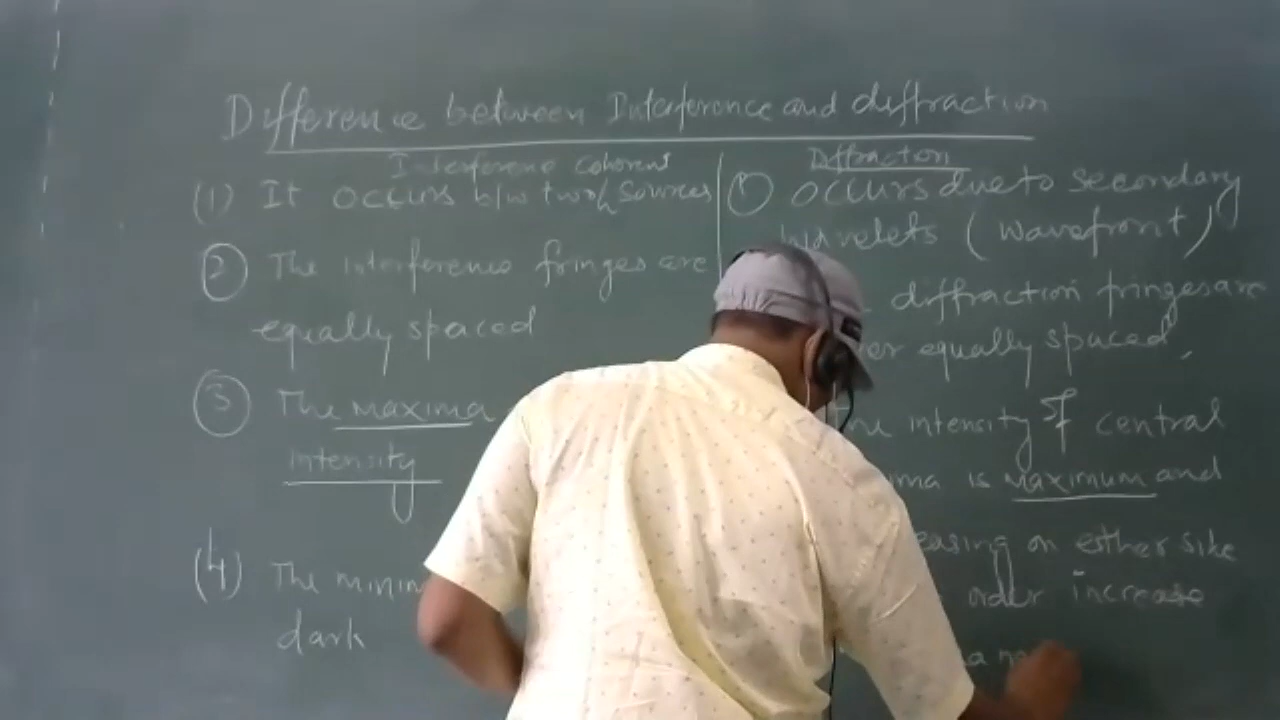 Difference between Interference and diffraction
Interference coherent
(1) It occurs b/w two sources
② The interference fringes are
equally spaced
③ The maxima
intensity
(4) The minim
dark
Diffraction
① occurs due to secondary
wavelets (wavefront)
diffraction fringes are
equally spaced,
The intensity of central
ma is maximum and
easing on either side
order increase